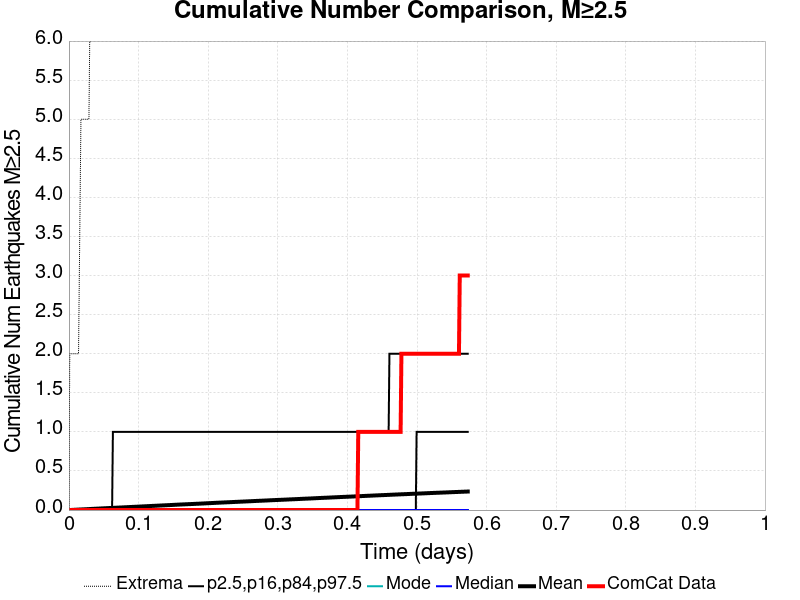 Cumulative Number Comparison, M≥2.5
Cumulative Num Earthquakes M≥2.5
6.0
5.5
5.0
4.5
4.0
3.5
3.0
2.5
2.0
1.5
1.0
0.5
0.0
0 0.1 0.2 0.3 0.4 0.5 0.6 0.7 0.8 0.9 1
Time (days)
Extrema p2.5,p16,p84,p97.5 Mode Median Mean ComCat Data